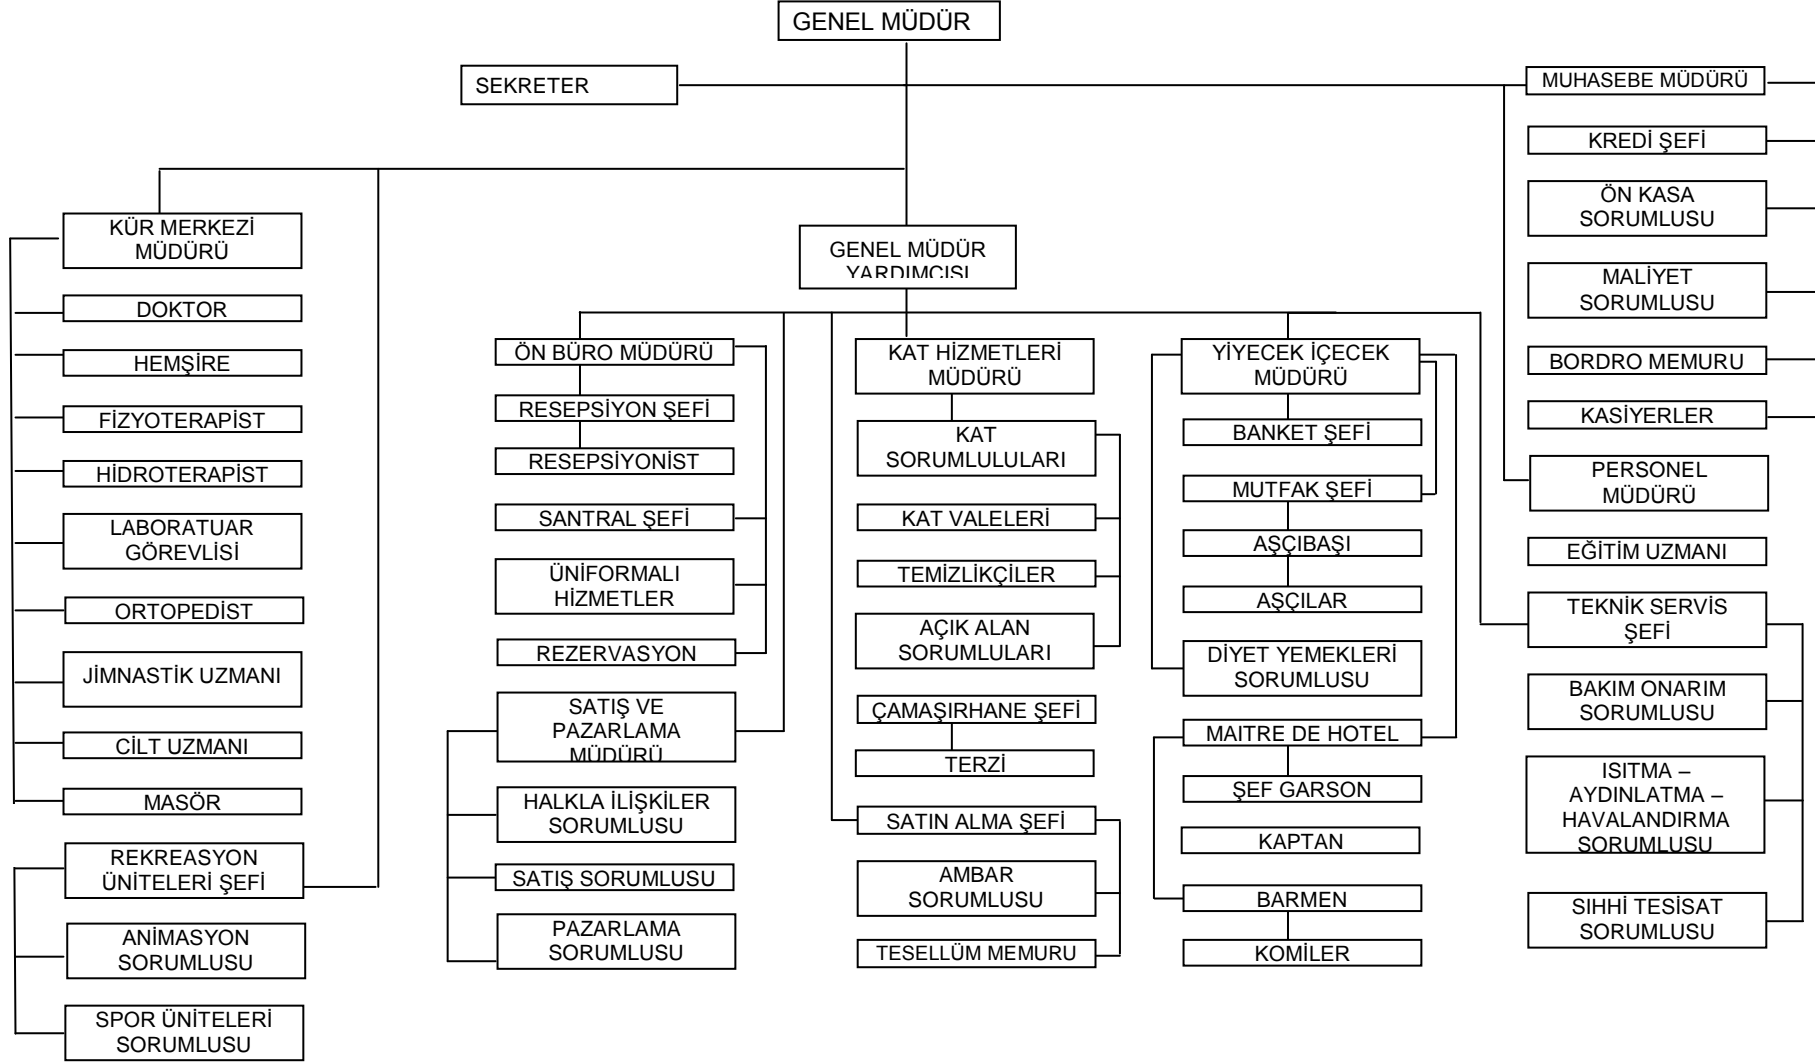 GENEL MÜDÜR
SEKRETER
MUHASEBE MÜDÜRÜ
KREDİ ŞEFİ
ÖN KASA
SORUMLUSU
MALİYET
SORUMLUSU
BORDRO MEMURU
KASİYERLER
PERSONEL
MÜDÜRÜ
EĞİTİM UZMANI
KÜR MERKEZİ
MÜDÜRÜ
DOKTOR
HEMŞİRE
FİZYOTERAPİST
HİDROTERAPİST
LABORATUAR
GÖREVLİSİ
ORTOPEDİST
JİMNASTİK UZMANI
CİLT UZMANI
MASÖR
REKREASYON
ÜNİTELERİ ŞEFİ
ANİMASYON
SORUMLUSU
SPOR ÜNİTELERİ
SORUMLUSU
GENEL MÜDÜR
YARDIMCISI
ÖN BÜRO MÜDÜRÜ
RESEPSİYON ŞEFİ
RESEPSİYONİST
SANTRAL ŞEFİ
ÜNİFORMALI
HİZMETLER
REZERVASYON
SATIŞ VE
PAZARLAMA
MÜDÜRÜ
HALKLA İLİŞKİLER
SORUMLUSU
SATIŞ SORUMLUSU
PAZARLAMA
SORUMLUSU
KAT HİZMETLERİ
MÜDÜRÜ
KAT
SORUMLULULARI
KAT VALELERİ
TEMİZLİKÇİLER
AÇIK ALAN
SORUMLULARI
ÇAMAŞIRHANE ŞEFİ
TERZİ
SATIN ALMA ŞEFİ
AMBAR
SORUMLUSU
TESELLÜM MEMURU
YİYECEK İÇECEK
MÜDÜRÜ
BANKET ŞEFİ
MUTFAK ŞEFİ
AŞÇIBAŞI
AŞÇILAR
DİYET YEMEKLERİ
SORUMLUSU
MAITRE DE HOTEL
ŞEF GARSON
KAPTAN
BARMEN
KOMİLER
TEKNİK SERVİS
ŞEFİ
BAKIM ONARIM
SORUMLUSU
ISITMA –
AYDINLATMA –
HAVALANDIRMA
SORUMLUSU
SIHHİ TESİSAT
SORUMLUSU